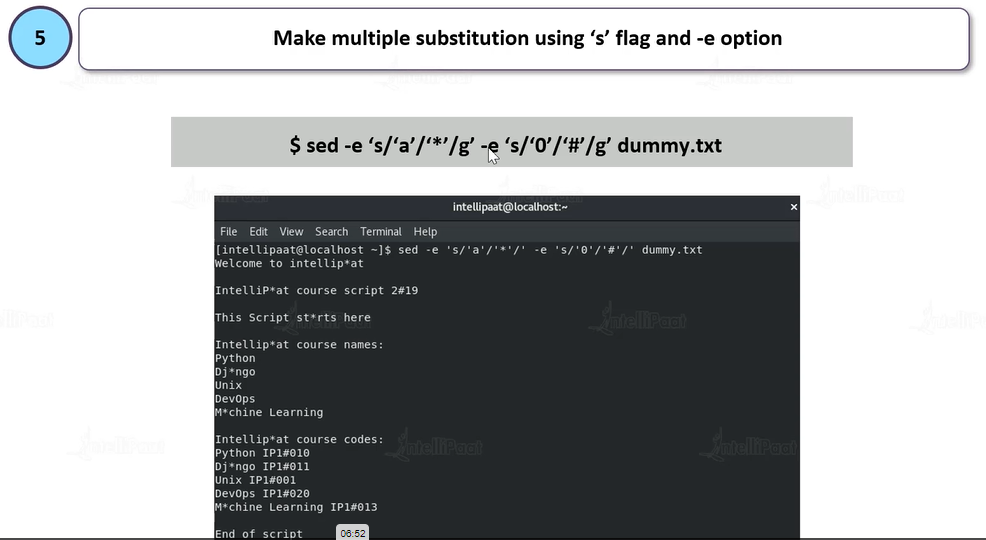 5
Make multiple substitution using ‘s’ flag and -e option
$ sed -e ‘s/‘a’/‘*’/g’ -e ‘s/‘0’/‘#’/g’ dummy.txt
intellipaat@localhost:~
×
File Edit View Search Terminal Help
[intellipaat@localhost ~]$ sed -e 's/'a'/'*'/' -e 's/'0'/'#'/' dummy.txt
Welcome to intellip*at
IntelliP*at course script 2#19
This Script st*rts here
Intellip*at course names:
Python
Dj*ngo
Unix
DevOps
M*chine Learning
Intellip*at course codes:
Python IP1#010
Dj*ngo IP1#011
Unix IP1#001
DevOps IP1#020
M*chine Learning IP1#013
End of script
06:52
IntelliPaat